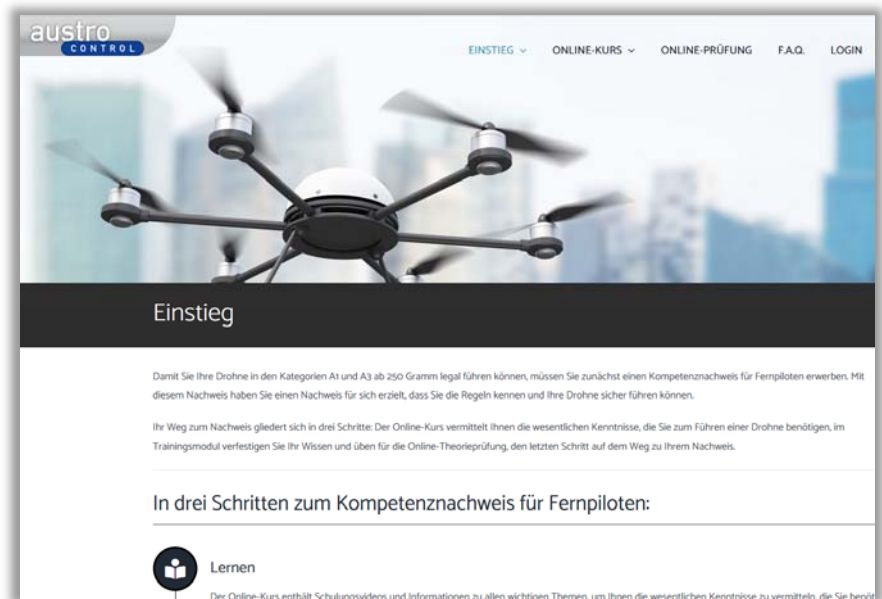 austro
CONTROL
EINSTIEG ONLINE-KURS ONLINE-PRÜFUNG F.A.Q. LOGIN
Einstieg
Damit Sie Ihre Drohne in den Kategorien A1 und A3 ab 250 Gramm legal führen können, müssen Sie zunächst einen Kompetenznachweis für Fernpiloten erwerben. Mit
diesem Nachweis haben Sie einen Nachweis für sich erzielt, dass Sie die Regeln kennen und Ihre Drohne sicher führen können.
Ihr Weg zum Nachweis gliedert sich in drei Schritte: Der Online-Kurs vermittelt Ihnen die wesentlichen Kenntnisse, die Sie zum Führen einer Drohne benötigen, im
Trainingsmodul verfestigen Sie Ihr Wissen und üben für die Online-Theorieprüfung, den letzten Schritt auf dem Weg zu Ihrem Nachweis.
In drei Schritten zum Kompetenznachweis für Fernpiloten:
Lernen
Der Online-Kurs enthält Schulungsvideos und Informationen zu allen wichtigen Themen, um Ihnen die wesentlichen Kenntnisse zu vermitteln, die Sie benöt